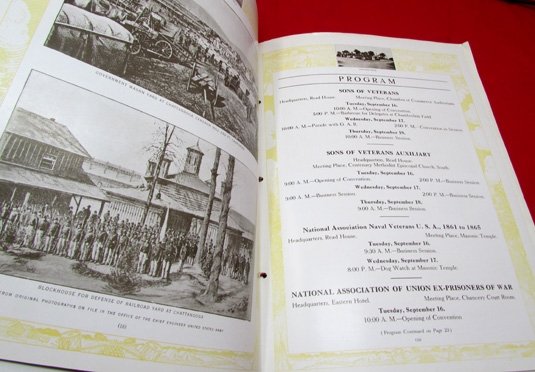 GOVERNMENT WAGON YARD AT CHATTANOOGA
BLOCKHOUSE FOR DEFENSE OF RAILROAD YARD AT CHATTANOOGA
FROM ORIGINAL PHOTOGRAPHS ON FILE IN THE OFFICE OF THE CHIEF ENGINEER UNITED STATES ARMY
PROGRAM
SONS OF VETERANS
Headquarters, Read House. Meeting Place, Chamber of Commerce Auditorium
Tuesday, September 16.
10:00 A. M.—Opening of Convention.
4:00 P. M.—Barbecue for Delegates at Chickamauga Field
Wednesday, September 17.
10:00 A. M.—Parade with G. A. R. 2:00 P. M.—Convention in Session
Thursday, September 18.
10:00 A. M.—Business Session.
SONS OF VETERANS AUXILIARY
Headquarters, Read House.
Meeting Place, Centenary Methodist Episcopal Church, South.
Tuesday, September 16.
9:00 A. M.—Opening of Convention. 2:00 P. M.—Business Session.
Wednesday, September 17.
9:00 A. M.—Business Session. 2:00 P. M.—Business Session.
Thursday, September 18.
9:00 A. M.—Business Session.
National Association Naval Veterans U. S. A., 1861 to 1865
Headquarters, Read House. Meeting Place, Masonic Temple.
Tuesday, September 16.
9:30 A. M.—Business Session.
Wednesday, September 17.
8:00 P. M.—Dog Watch at Masonic Temple.
NATIONAL ASSOCIATION OF UNION EX-PRISONERS OF WAR
Headquarters, Eastern Hotel. Meeting Place, Chancery Court Room.
Tuesday, September 16.
10:00 A. M.—Opening of Convention
(Program Continued on Page 23)